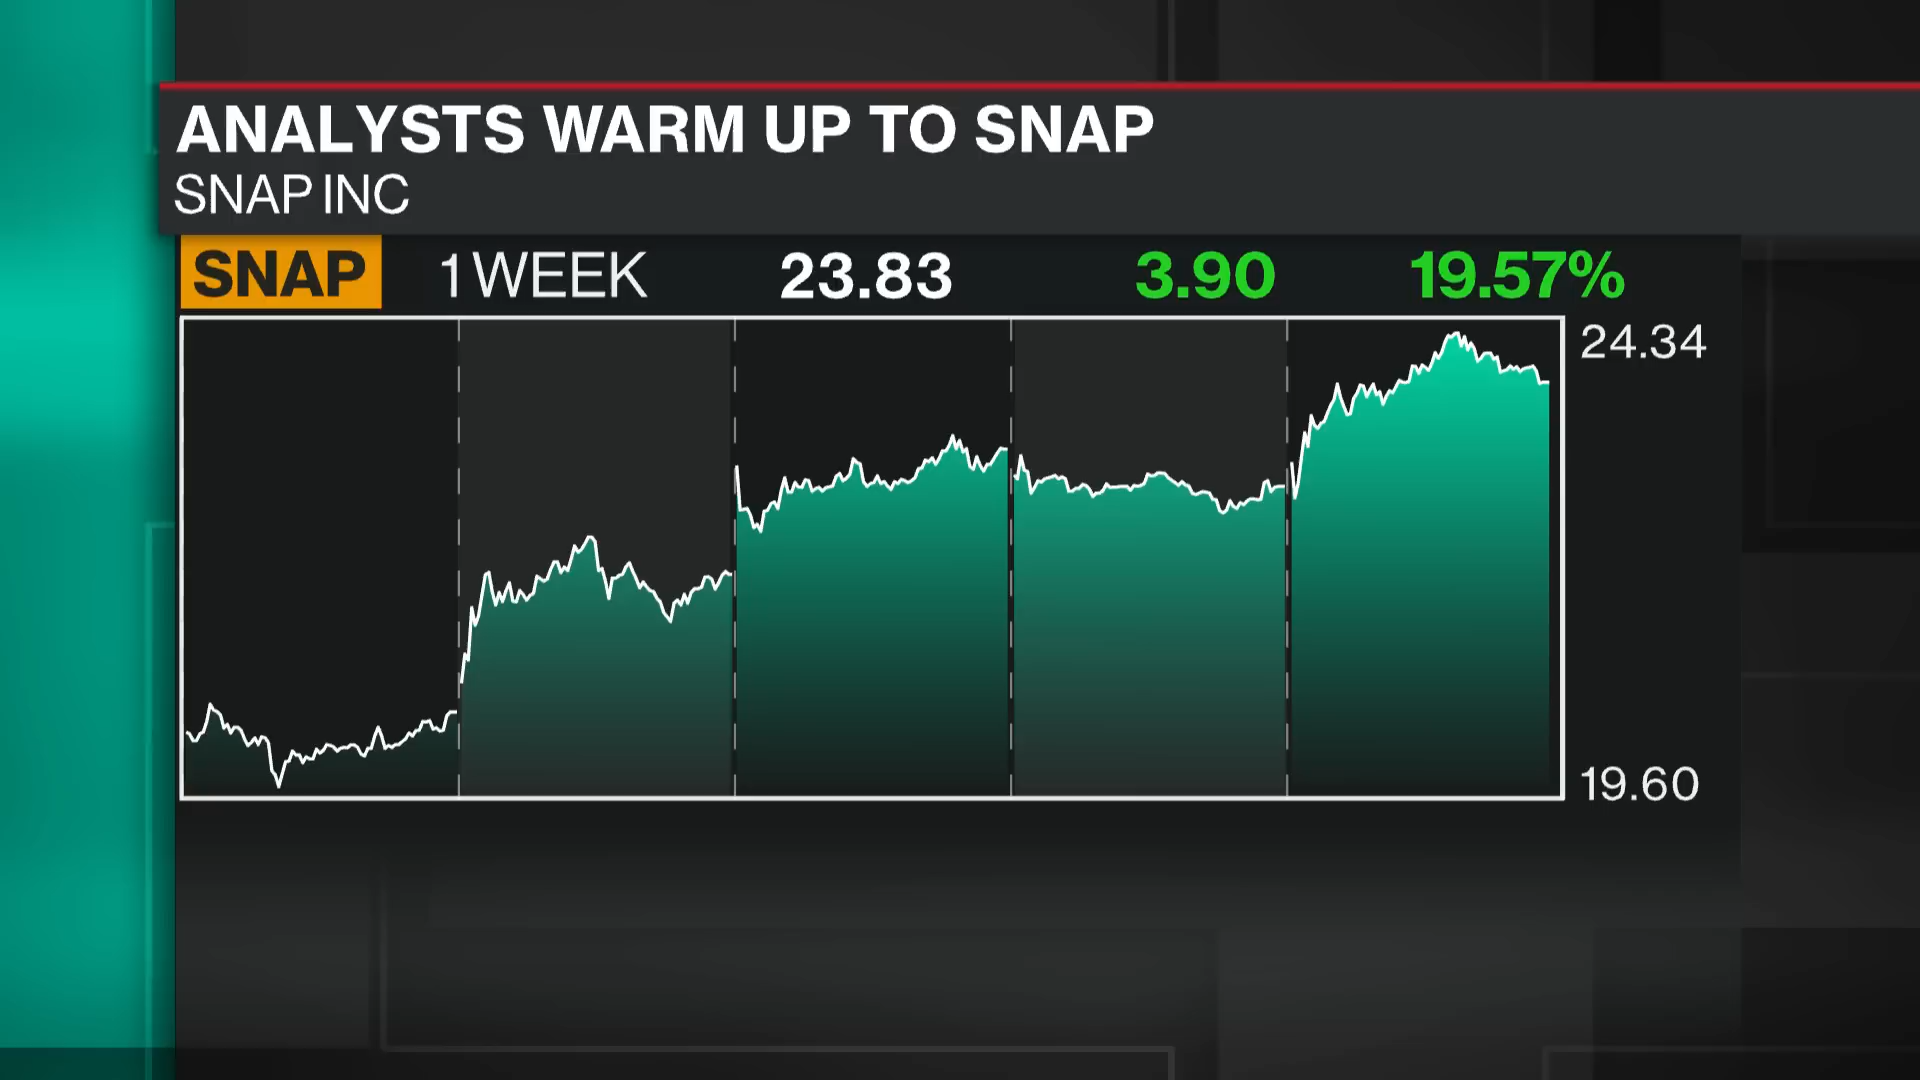 ANALYSTS WARM UP TO SNAP
SNAP INC
SNAP 1 WEEK 23.83 3.90 19.57%
24.34
19.60